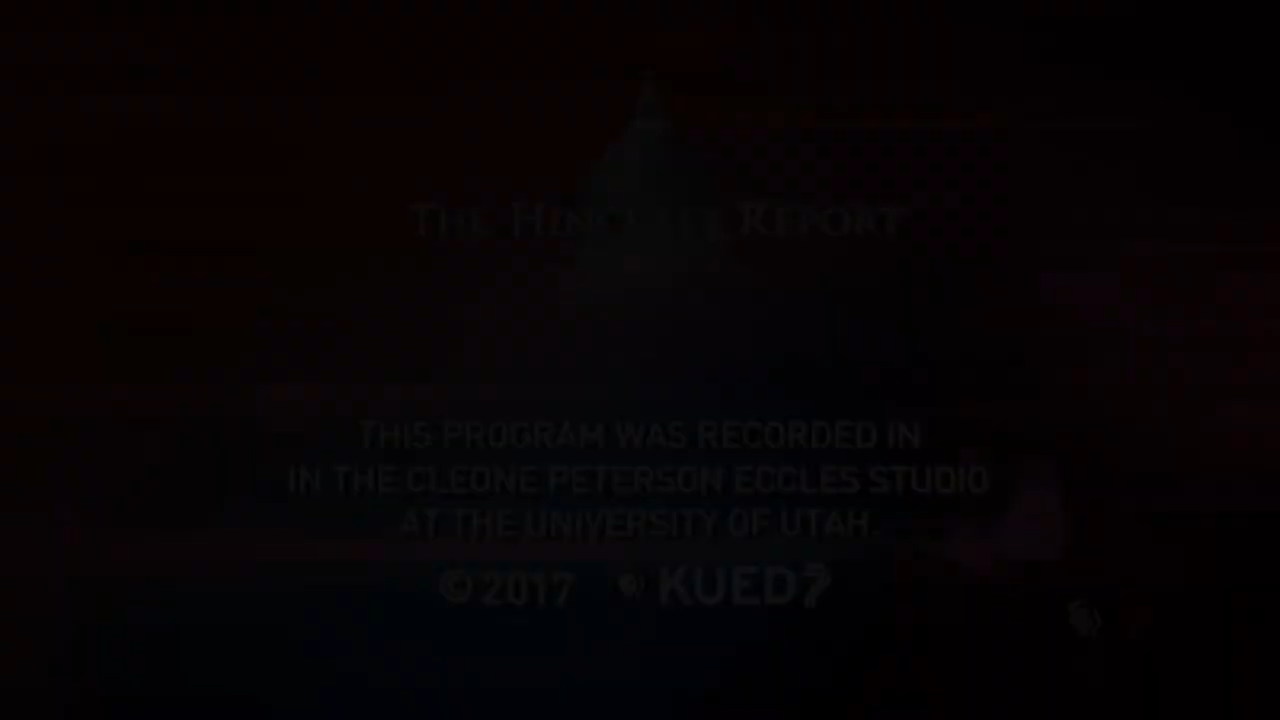 THE HINCKLEY REPORT
THIS PROGRAM WAS RECORDED IN
IN THE CLEONE PETERSON ECCLES STUDIO
AT THE UNIVERSITY OF UTAH.
©2017 KUED7